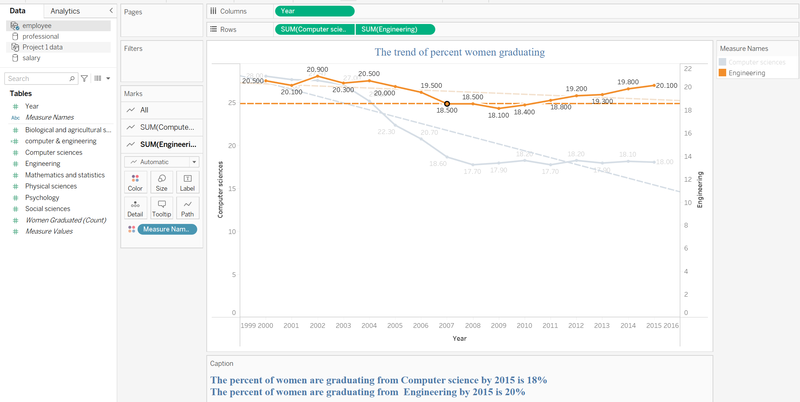 Data
Analytics
employee
professional
Project 1 data
salary
Search
Tables
Year
Measure Names
Biological and agricultural s...
computer & engineering
Computer sciences
Engineering
Mathematics and statistics
Physical sciences
Psychology
Social sciences
Women Graduated (Count)
Measure Values
Pages
Filters
Marks
All
SUM(Compute...
SUM(Engineeri...
Automatic
Color
Size
Label
Detail
Tooltip
Path
Measure Nam..
Columns
Year
Rows
SUM(Computer scie..
SUM(Engineering)
The trend of percent women graduating
Computer sciences
25
20
15
10
5
0
20.500
20.100
20.900
20.300
20.500
20.000
19.500
18.500
18.500
18.100
18.400
18.800
19.200
19.300
19.800
20.100
22.30
20.70
18.60
17.70
17.90
18.20
17.70
18.20
17.90
18.10
18.00
22
20
18
16
14
12
10
8
6
4
2
0
Engineering
1999 2000 2001 2002 2003 2004 2005 2006 2007 2008 2009 2010 2011 2012 2013 2014 2015 2016
Year
Measure Names
Computer sciences
Engineering
Caption
The percent of women are graduating from Computer science by 2015 is 18%
The percent of women are graduating from Engineering by 2015 is 20%